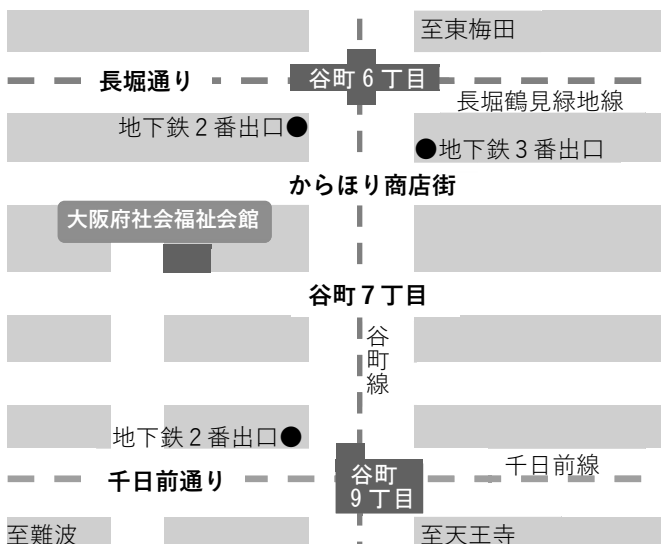 至東梅田
長堀通り
谷町6丁目
長堀鶴見緑地線
地下鉄2番出口●
●地下鉄3番出口
からほり商店街
大阪府社会福祉会館
谷町7丁目
谷町線
地下鉄2番出口●
千日前線
千日前通り
谷町
9丁目
至難波
至天王寺